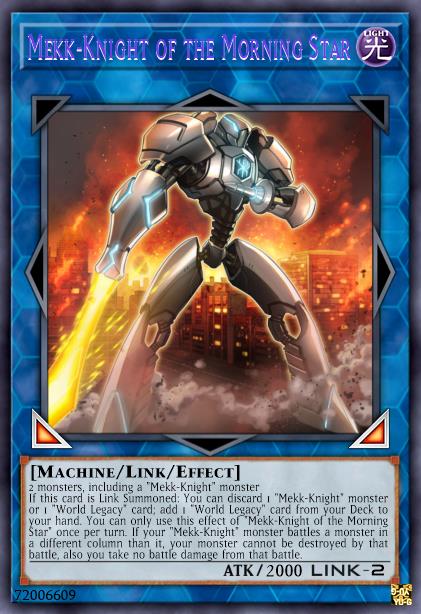 Mekk-Knight of the Morning Star
LIGHT
光
[Machine/Link/Effect]
2 monsters, including a "Mekk-Knight" monster
If this card is Link Summoned: You can discard 1 "Mekk-Knight" monster
or 1 "World Legacy" card; add 1 "World Legacy" card from your Deck to
your hand. You can only use this effect of "Mekk-Knight of the Morning
Star" once per turn. If your "Mekk-Knight" monster battles a monster in
a different column than it, your monster cannot be destroyed by that
battle, also you take no battle damage from that battle.
ATK/2000 LINK-2
72006609